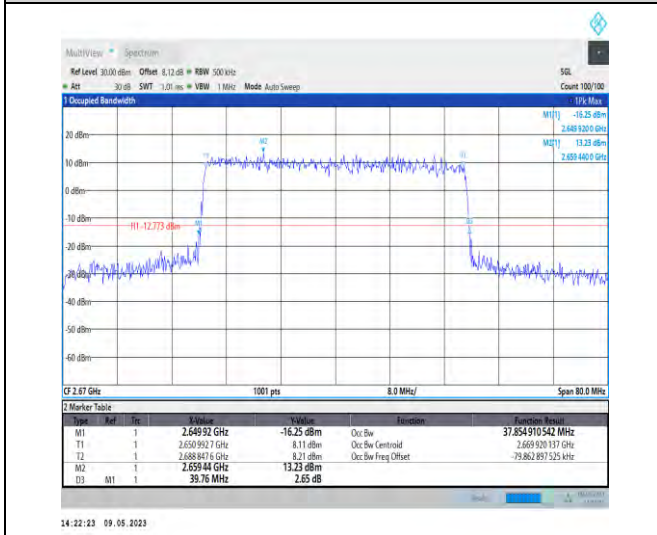 MultiView Spectrum
Ref Level 30.00 dBm Offset 8.12 dB RBW 500 kHz SGL
Att 30 dB SWT 1.01 ms VBW 1 MHz Mode Auto Sweep Count 100/100
1 Occupied Bandwidth 1Pk Max
M1[1] -16.25 dBm
2.649 920 0 GHz
M2[1] 13.23 dBm
2.659 440 0 GHz
M2
20 dBm
10 dBm
0 dBm
-10 dBm
H1 -12.773 dBm
-20 dBm
-30 dBm
-40 dBm
-50 dBm
-60 dBm
CF 2.67 GHz 1001 pts 8.0 MHz/ Span 80.0 MHz
2 Marker Table
Type Ref Trc X-Value Y-Value Function Function Result
M1 1 2.649 92 GHz -16.25 dBm Occ Bw 37.854 910 542 MHz
T1 1 2.650 992 7 GHz 8.11 dBm Occ Bw Centroid 2.669 920 137 GHz
T2 1 2.688 847 6 GHz 8.21 dBm Occ Bw Freq Offset -79.862 897 525 kHz
M2 1 2.659 44 GHz 13.23 dBm
D3 M1 1 39.76 MHz 2.65 dB
14:22:23 09.05.2023